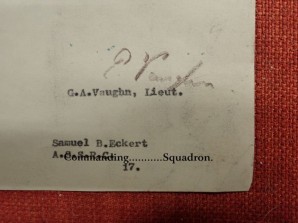 G.A.Vaughn, Lieut.
Samuel B.Eckert
Commanding............Squadron.
17.